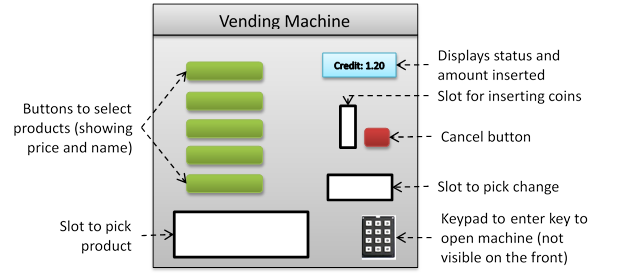 Vending Machine
Credit: 1.20
Displays status and
amount inserted
Slot for inserting coins
Buttons to select
products (showing
price and name)
Cancel button
Slot to pick change
Slot to pick
product
Keypad to enter key to
open machine (not
visible on the front)